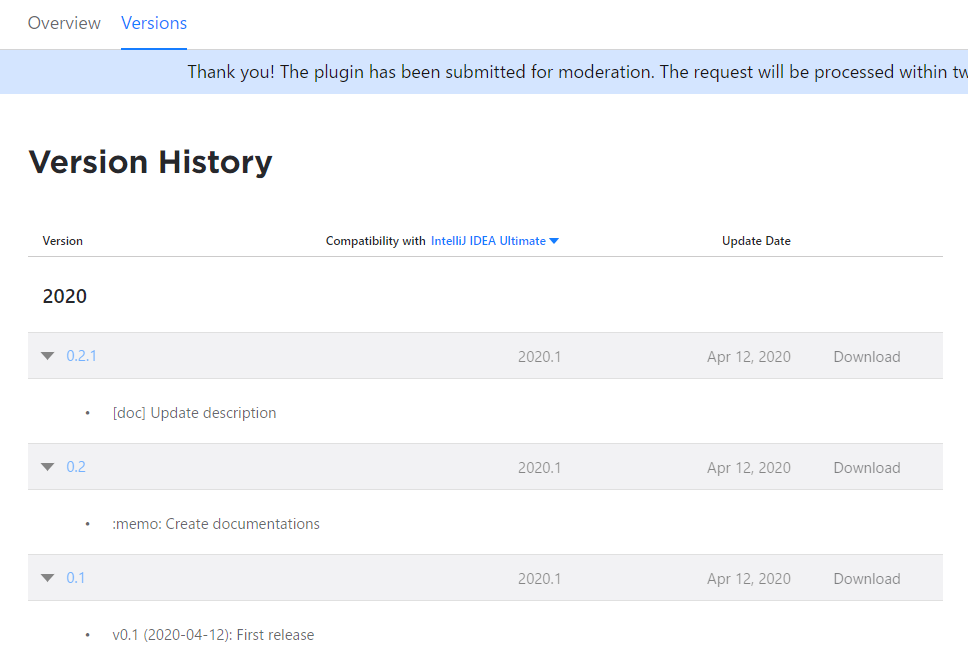 Overview Versions
Thank you! The plugin has been submitted for moderation. The request will be processed within
Version History
Version Compatibility with IntelliJ IDEA Ultimate Update Date
2020
0.2.1 2020.1 Apr 12, 2020 Download
• [doc] Update description
0.2 2020.1 Apr 12, 2020 Download
• :memo: Create documentations
0.1 2020.1 Apr 12, 2020 Download
• v0.1 (2020-04-12): First release